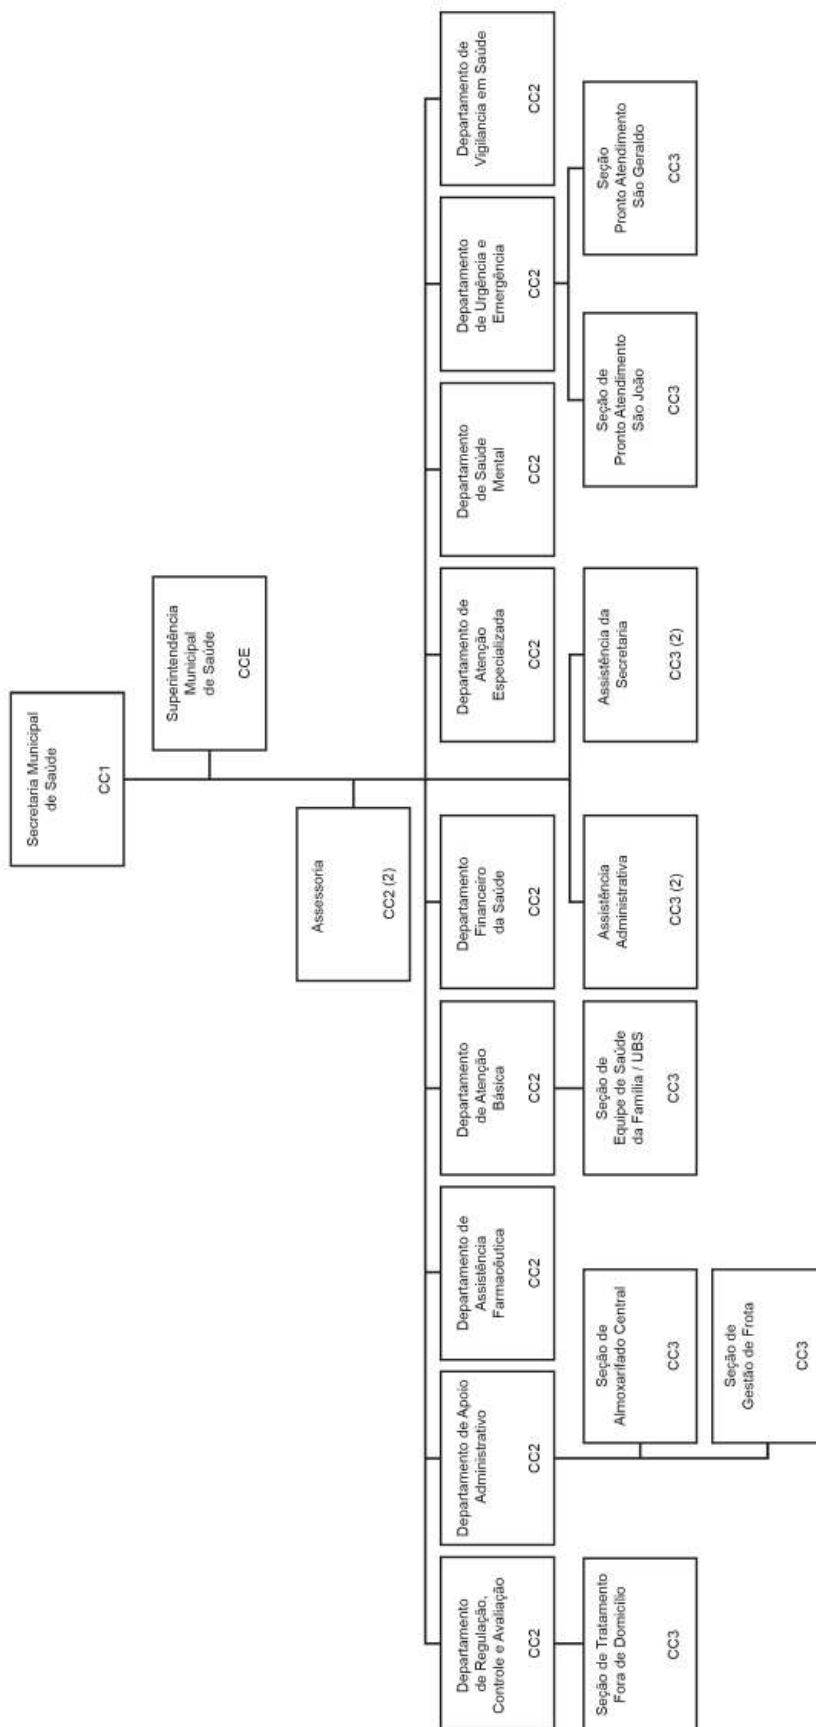 Secretaria Municipal
de Saúde
CC1
Superintendência
Municipal
de Saúde
CCE
Assessoria
CC2 (2)
Departamento
de Regulação,
Controle e Avaliação
CC2
Departamento de Apoio
Administrativo
CC2
Departamento de
Assistência
Farmacêutica
CC2
Departamento
de Atenção
Básica
CC2
Departamento
Financeiro
da Saúde
CC2
Departamento de
Atenção
Especializada
CC2
Departamento
de Saúde
Mental
CC2
Departamento
de Urgência e
Emergência
CC2
Departamento de
Vigilancia em Saúde
CC2
Seção de Tratamento
Fora de Domicílio
CC3
Seção de
Almoxarifado Central
CC3
Seção de
Equipe de Saúde
da Família / UBS
CC3
Assistência
Administrativa
CC3 (2)
Assistência da
Secretaria
CC3 (2)
Seção de
Pronto Atendimento
São João
CC3
Seção
Pronto Atendimento
São Geraldo
CC3
Seção de
Gestão de Frota
CC3